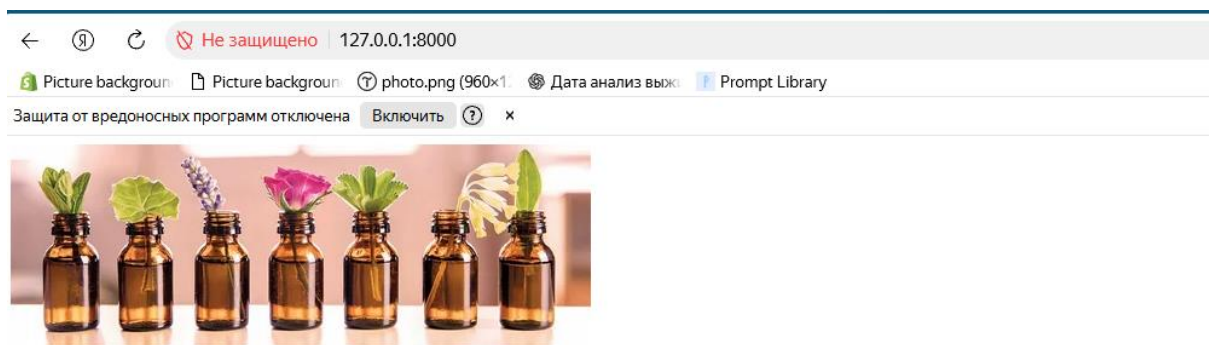 Не защищено 127.0.0.1:8000
Picture backgroun Picture backgroun photo.png (960×1 Дата анализ выж Prompt Library
Защита от вредоносных программ отключена Включить ? ×